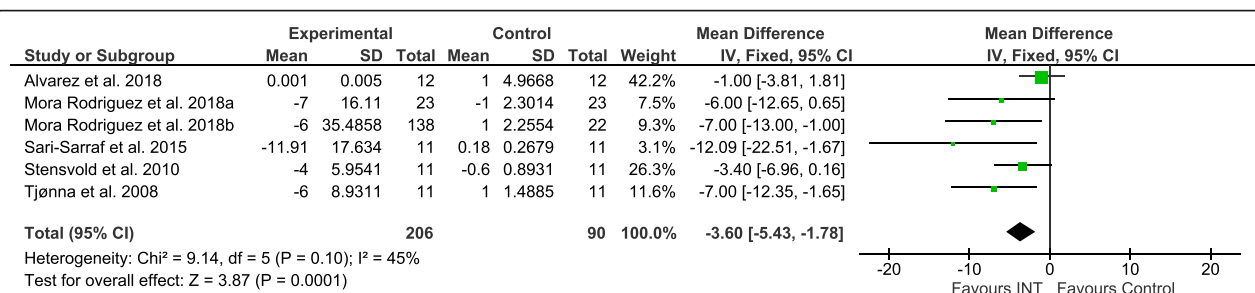 Experimental Control Mean Difference Mean Difference
Study or Subgroup Mean SD Total Mean SD Total Weight IV, Fixed, 95% CI IV, Fixed, 95% CI
Alvarez et al. 2018 0.001 0.005 12 1 4.9668 12 42.2% -1.00 [-3.81, 1.81]
Mora Rodriguez et al. 2018a -7 16.11 23 -1 2.3014 23 7.5% -6.00 [-12.65, 0.65]
Mora Rodriguez et al. 2018b -6 35.4858 138 1 2.2554 22 9.3% -7.00 [-13.00, -1.00]
Sari-Sarraf et al. 2015 -11.91 17.634 11 0.18 0.2679 11 3.1% -12.09 [-22.51, -1.67]
Stensvold et al. 2010 -4 5.9541 11 -0.6 0.8931 11 26.3% -3.40 [-6.96, 0.16]
Tjønna et al. 2008 -6 8.9311 11 1 1.4885 11 11.6% -7.00 [-12.35, -1.65]
Total (95% CI) 206 90 100.0% -3.60 [-5.43, -1.78]
Heterogeneity: Chi² = 9.14, df = 5 (P = 0.10); I² = 45%
Test for overall effect: Z = 3.87 (P = 0.0001)
-20 -10 0 10 20
Favours INT Favours Control